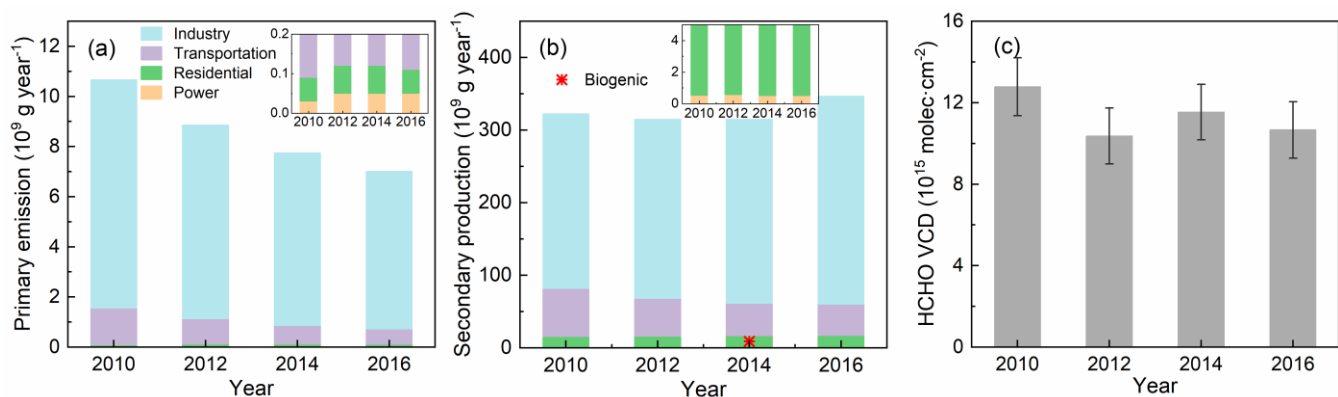 (a)
Industry
Transportation
Residential
Power
Primary emission (10⁹ g year⁻¹)
12
10
8
6
4
2
0
2010 2012 2014 2016
Year
0.2
0.1
0.0
2010 2012 2014 2016
(b)
Biogenic
Secondary production (10⁹ g year⁻¹)
400
300
200
100
0
2010 2012 2014 2016
Year
4
2
0
2010 2012 2014 2016
(c)
HCHO VCD (10¹⁵ molec·cm⁻²)
16
12
8
4
0
2010 2012 2014 2016
Year